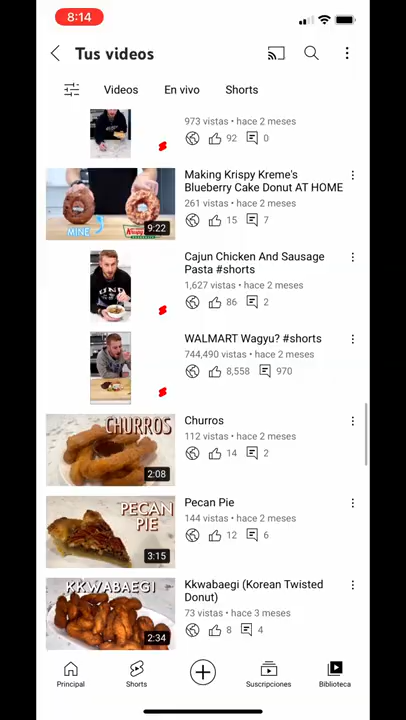 8:14
Tus videos
Videos
En vivo
Shorts
973 vistas • hace 2 meses
92
0
Making Krispy Kreme's
Blueberry Cake Donut AT HOME
261 vistas • hace 2 meses
15
7
MINE
9:22
Cajun Chicken And Sausage
Pasta #shorts
1,627 vistas • hace 2 meses
86
2
WALMART Wagyu? #shorts
744,490 vistas • hace 2 meses
8,558
970
CHURROS
2:08
Churros
112 vistas • hace 2 meses
14
2
PECAN
PIE
3:15
Pecan Pie
144 vistas • hace 2 meses
12
6
KKWABAEGI
2:34
Kkwabaegi (Korean Twisted
Donut)
73 vistas • hace 3 meses
8
4
Principal
Shorts
Suscripciones
Biblioteca